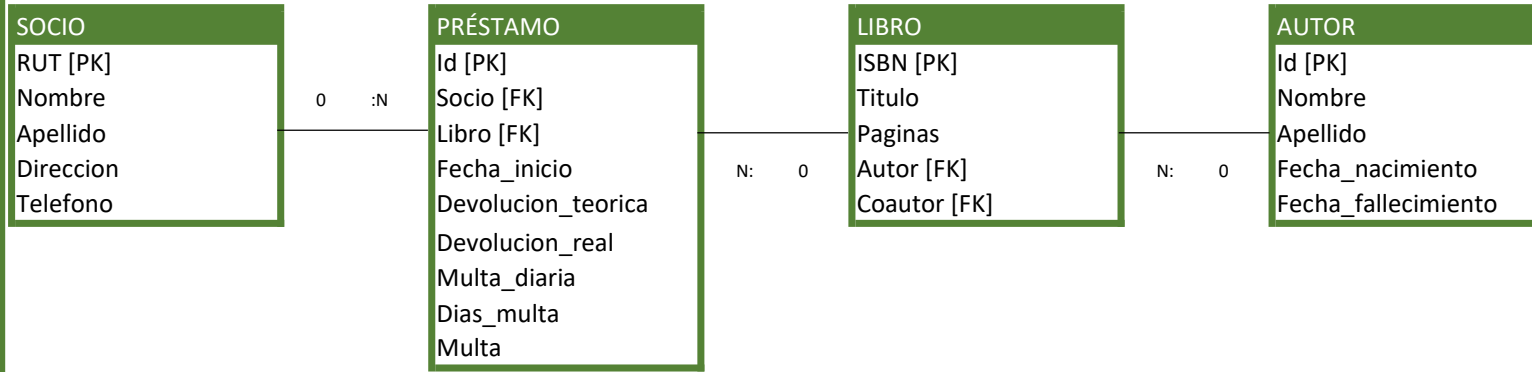 SOCIO
RUT [PK]
Nombre
Apellido
Direccion
Telefono
0 :N
PRÉSTAMO
Id [PK]
Socio [FK]
Libro [FK]
Fecha_inicio
Devolucion_teorica
Devolucion_real
Multa_diaria
Dias_multa
Multa
N: 0
LIBRO
ISBN [PK]
Titulo
Paginas
Autor [FK]
Coautor [FK]
N: 0
AUTOR
Id [PK]
Nombre
Apellido
Fecha_nacimiento
Fecha_fallecimiento